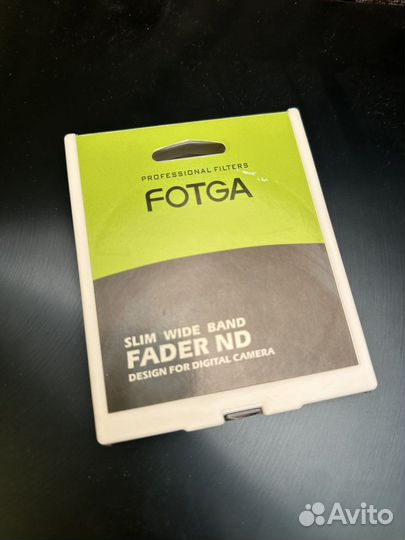 PROFESSIONAL FILTERS
FOTGA
SLIM WIDE BAND
FADER ND
DESIGN FOR DIGITAL CAMERA
Avito